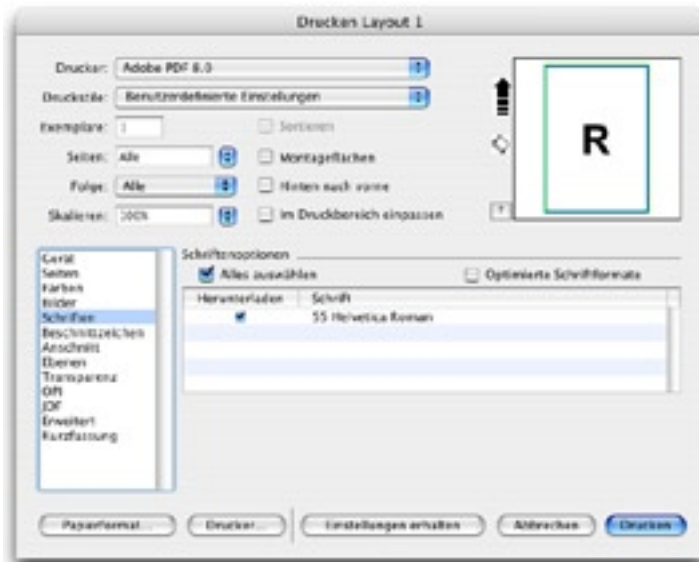 Drucken Layout 1
Drucker: Adobe PDF 8.0
Druckstile: Benutzerdefinierte Einstellungen
Exemplare: 1
Sortieren
Seiten: Alle
Montageflächen
Folge: Alle
Hinten nach vorne
Skalieren: 100%
Im Druckbereich einpassen
R
?
Gerät
Seiten
Farben
Bilder
Schriften
Beschnittzeichen
Anschnitt
Ebenen
Transparenz
OPI
JDF
Erweitert
Kurzfassung
Schriftenoptionen
Alles auswählen
Optimierte Schriftformate
Herunterladen Schrift
55 Helvetica Roman
Papierformat... Drucker... Einstellungen erhalten Abbrechen Drucken